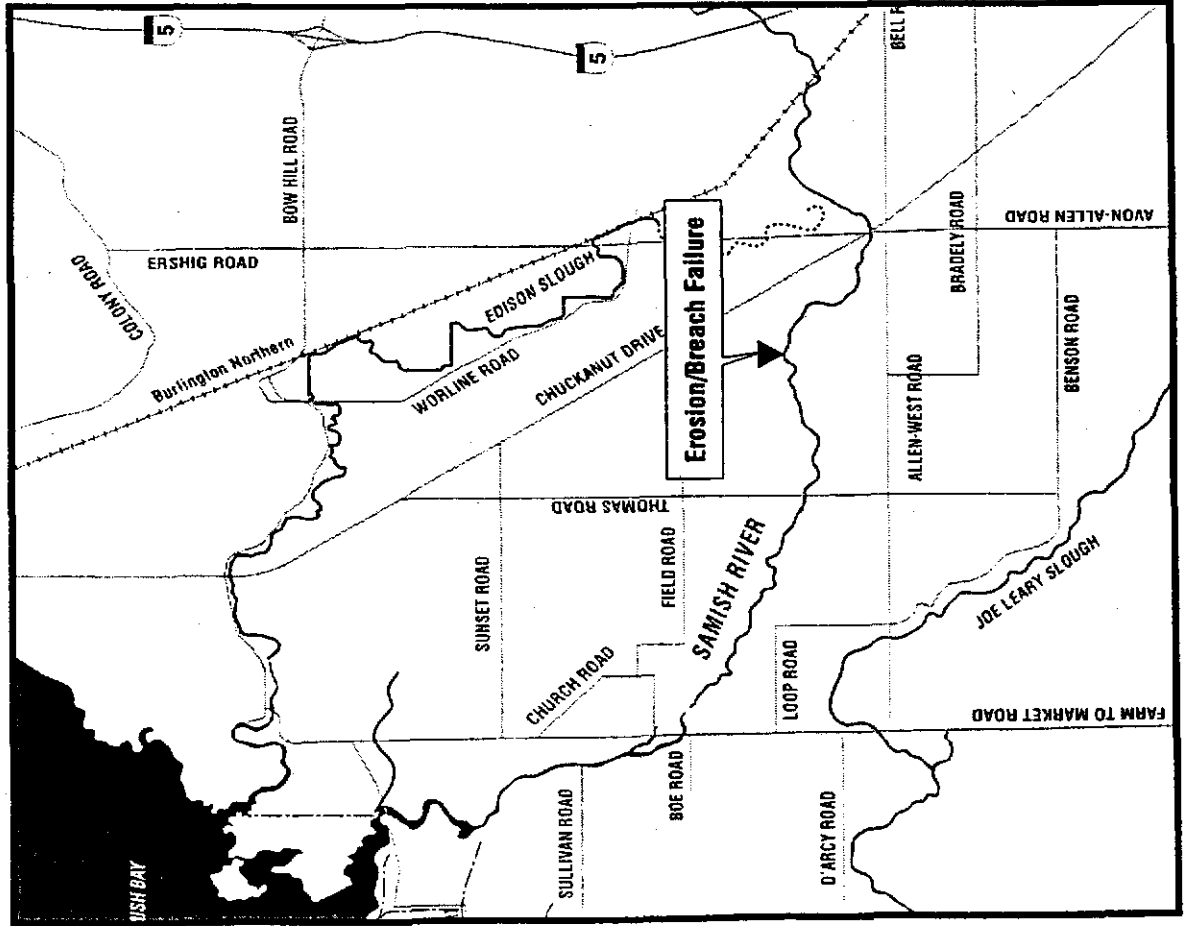 5
5
COLONY ROAD
BOW HILL ROAD
BELL R
ERSHIG ROAD
Burlington Northern
EDISON SLOUGH
WORLINE ROAD
CHUCKANUT DRIVE
Erosion/Breach Failure
AVON-ALLEN ROAD
BRADELY ROAD
BENSON ROAD
ALLEN-WEST ROAD
THOMAS ROAD
SUNSET ROAD
FIELD ROAD
SAMISH RIVER
CHURCH ROAD
LOOP ROAD
JOE LEARY SLOUGH
FARM TO MARKET ROAD
BOE ROAD
SULLIVAN ROAD
D'ARCY ROAD
ISH BAY